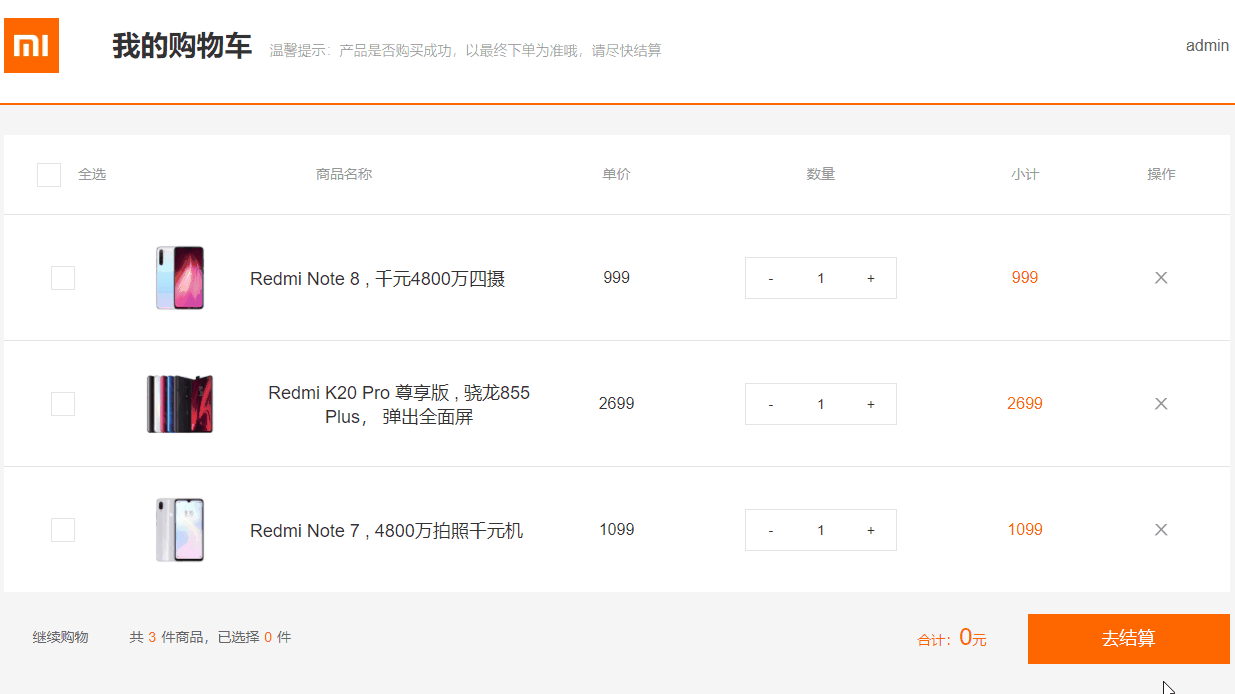 mi
我的购物车 温馨提示：产品是否购买成功，以最终下单为准哦，请尽快结算 admin
全选 商品名称 单价 数量 小计 操作
Redmi Note 8 , 千元4800万四摄 999 - 1 + 999
Redmi K20 Pro 尊享版 , 骁龙855
Plus， 弹出全面屏 2699 - 1 + 2699
Redmi Note 7 , 4800万拍照千元机 1099 - 1 + 1099
继续购物 共 3 件商品，已选择 0 件 合计：0元 去结算